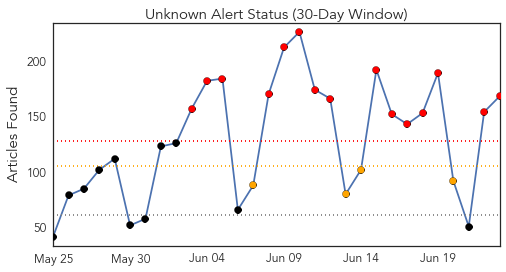 Unknown Alert Status (30-Day Window)
Articles Found
200
150
100
50
May 25 May 30 Jun 04 Jun 09 Jun 14 Jun 19